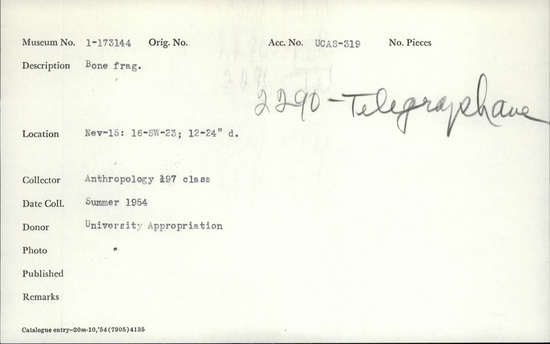 Museum No. 1-173144 Orig. No. Acc. No. UCAS-319 No. Pieces
Description Bone frag.
2290-Telegraph Ave
Location Nev-15: 16-SW-23; 12-24" d.
Collector Anthropology 197 class
Date Coll. Summer 1954
Donor University Appropriation
Photo "
Published
Remarks
Catalogue entry—20m-10,'54(7905)4135